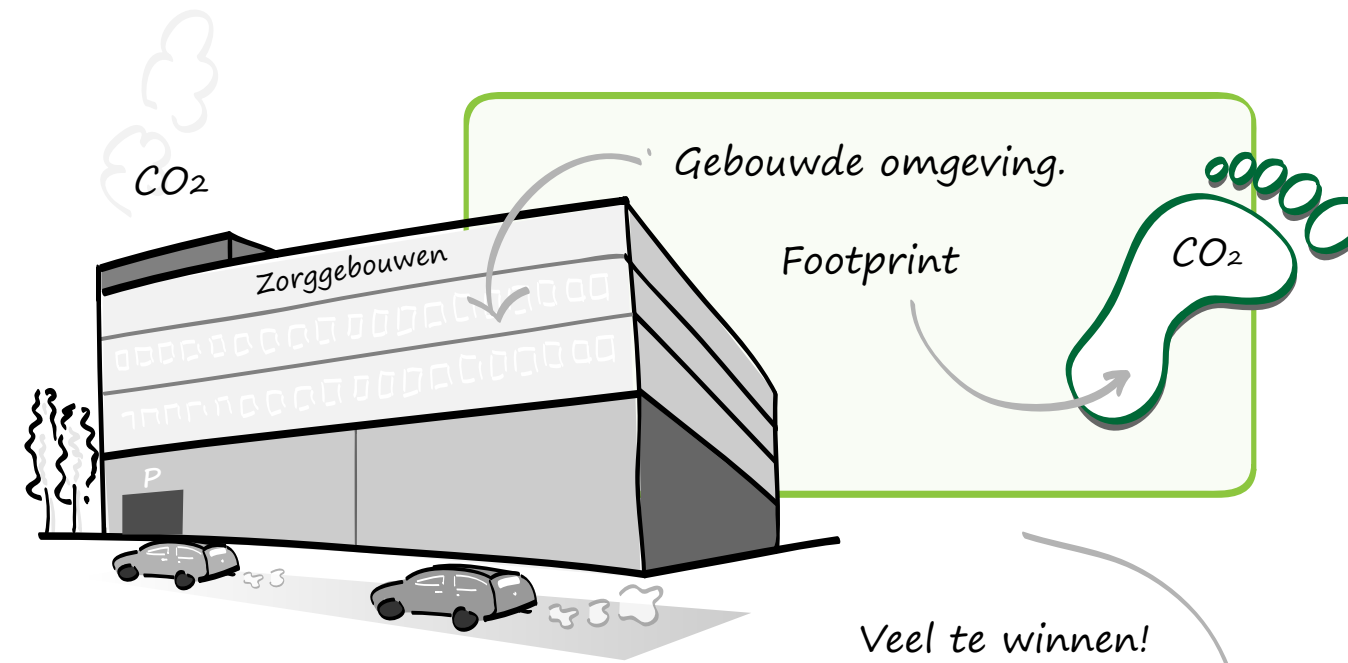 CO2
Gebouwde omgeving.
Zorggebouwen
Footprint
CO2
P
Veel te winnen!